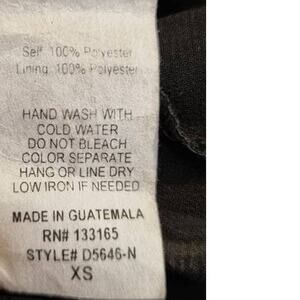 Self: 100% Polyester
Lining: 100% Polyester
HAND WASH WITH
COLD WATER
DO NOT BLEACH
COLOR SEPARATE
HANG OR LINE DRY
LOW IRON IF NEEDED
MADE IN GUATEMALA
RN# 133165
STYLE# D5646-N
XS